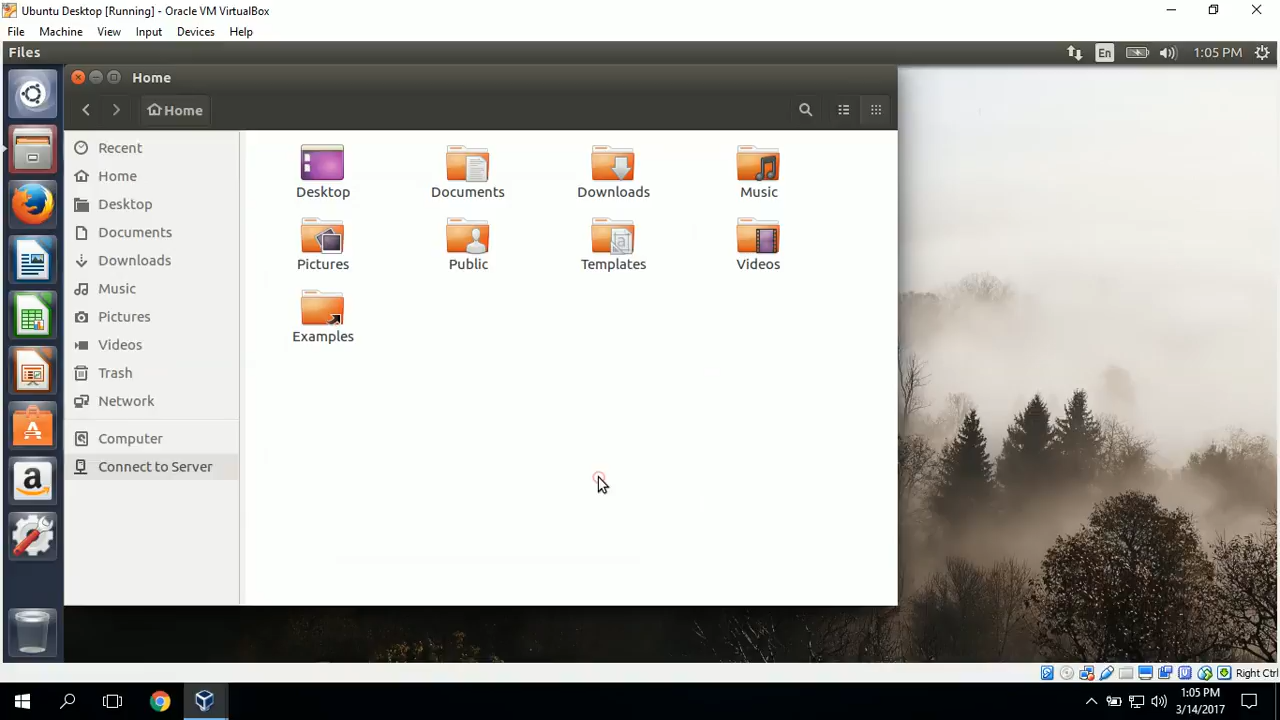 Ubuntu Desktop [Running] - Oracle VM VirtualBox
File Machine View Input Devices Help
Files
En
1:05 PM
Home
Home
Recent
Home
Desktop
Documents
Downloads
Music
Pictures
Videos
Trash
Network
Computer
Connect to Server
Desktop Documents Downloads Music
Pictures Public Templates Videos
Examples
Right Ctrl
1:05 PM
3/14/2017